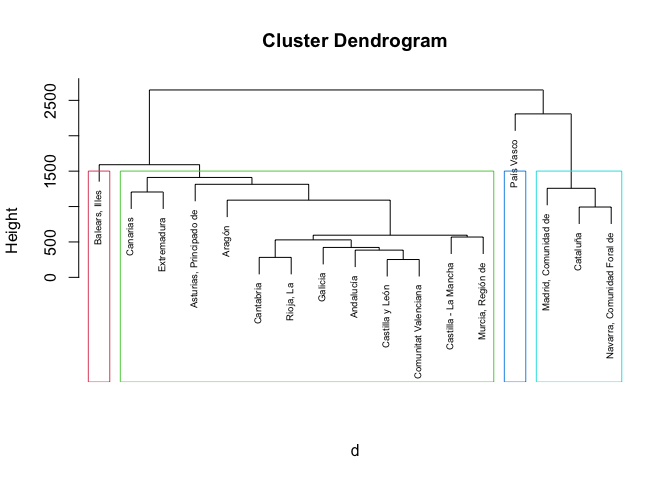 Cluster Dendrogram
Height
2500
1500
500
0
Balears, Illes
Canarias
Extremadura
Asturias, Principado de
Aragón
Cantabria
Rioja, La
Galicia
Andalucía
Castilla y León
Comunitat Valenciana
Castilla - La Mancha
Murcia, Región de
País Vasco
Madrid, Comunidad de
Cataluña
Navarra, Comunidad Foral de
d